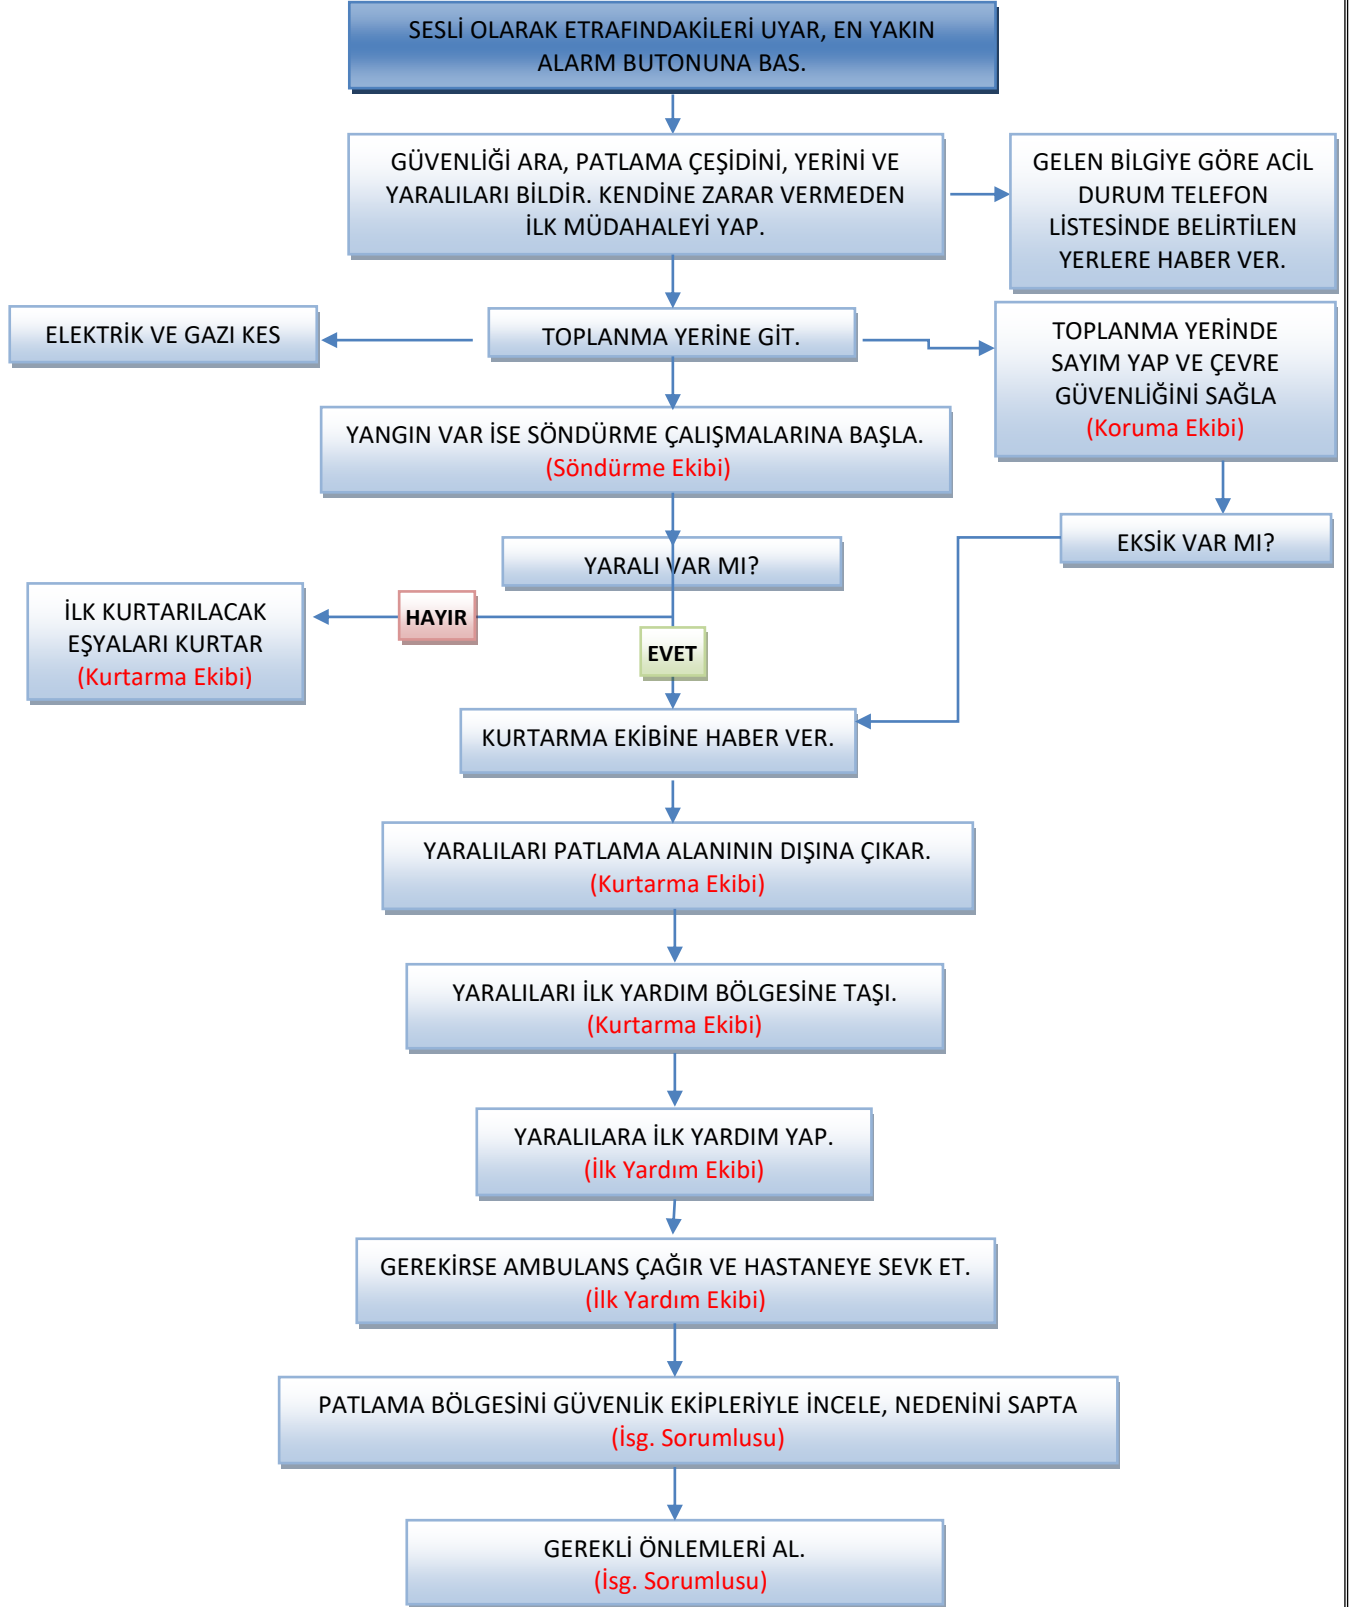 SESLİ OLARAK ETRAFINDAKİLERİ UYAR, EN YAKIN
ALARM BUTONUNA BAS.
GÜVENLİĞİ ARA, PATLAMA ÇEŞİDİNİ, YERİNİ VE
YARALILARI BİLDİR. KENDİNE ZARAR VERMEDEN
İLK MÜDAHALEYİ YAP.
GELEN BİLGİYE GÖRE ACİL
DURUM TELEFON
LİSTESİNDE BELİRTİLEN
YERLERE HABER VER.
ELEKTRİK VE GAZI KES
TOPLANMA YERİNE GİT.
TOPLANMA YERİNDE
SAYIM YAP VE ÇEVRE
GÜVENLİĞİNİ SAĞLA
(Koruma Ekibi)
YANGIN VAR İSE SÖNDÜRME ÇALIŞMALARINA BAŞLA.
(Söndürme Ekibi)
YARALI VAR MI?
EKSİK VAR MI?
İLK KURTARILACAK
EŞYALARI KURTAR
(Kurtarma Ekibi)
HAYIR
EVET
KURTARMA EKİBİNE HABER VER.
YARALILARI PATLAMA ALANININ DIŞINA ÇIKAR.
(Kurtarma Ekibi)
YARALILARI İLK YARDIM BÖLGESİNE TAŞI.
(Kurtarma Ekibi)
YARALILARA İLK YARDIM YAP.
(İlk Yardım Ekibi)
GEREKİRSE AMBULANS ÇAĞIR VE HASTANEYE SEVK ET.
(İlk Yardım Ekibi)
PATLAMA BÖLGESİNİ GÜVENLİK EKİPLERİYLE İNCELE, NEDENİNİ SAPTA
(İsg. Sorumlusu)
GEREKLİ ÖNLEMLERİ AL.
(İsg. Sorumlusu)